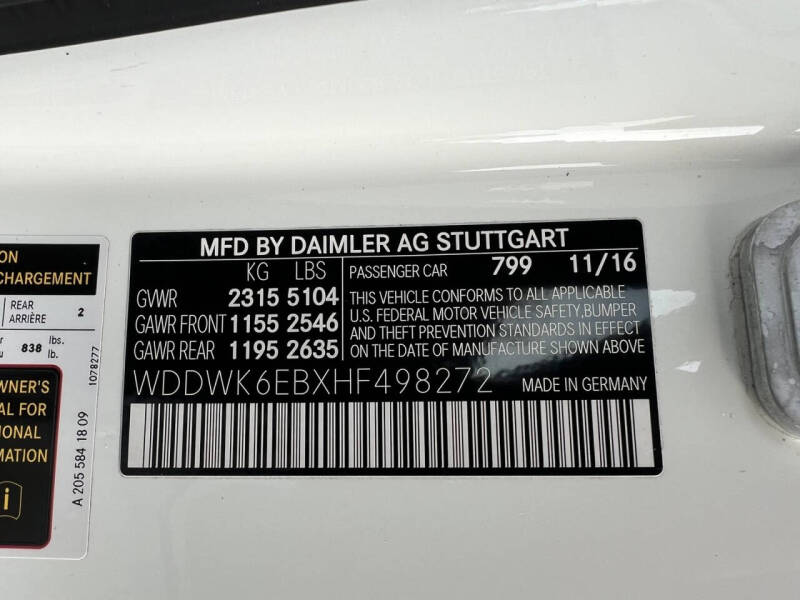 MFD BY DAIMLER AG STUTTGART
KG LBS
GVWR 2315 5104
GAWR FRONT 1155 2546
GAWR REAR 1195 2635
PASSENGER CAR 799 11/16
THIS VEHICLE CONFORMS TO ALL APPLICABLE
U.S. FEDERAL MOTOR VEHICLE SAFETY, BUMPER
AND THEFT PREVENTION STANDARDS IN EFFECT
ON THE DATE OF MANUFACTURE SHOWN ABOVE
WDDWK6EBXHF498272
MADE IN GERMANY
ON
CHARGEMENT
REAR
ARRIÈRE
2
838
lbs.
lb.
1078277
OWNER'S
AL FOR
IONAL
RMATION
i
A 205 584 18 09